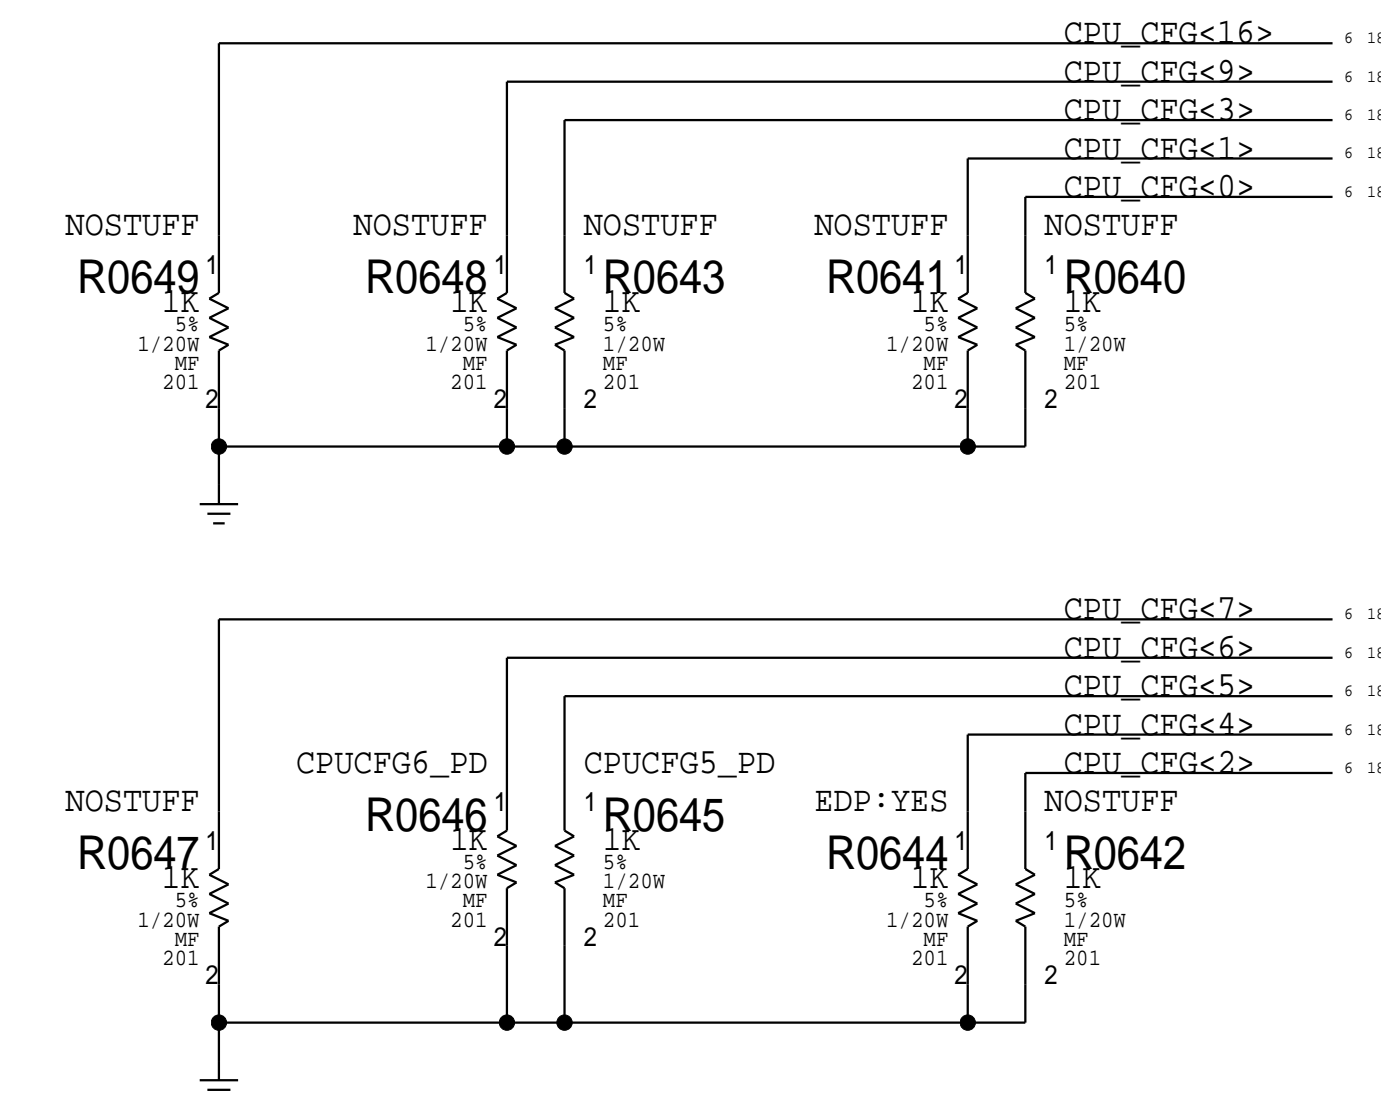 CPU_CFG<16> 6 18
CPU_CFG<9> 6 18
CPU_CFG<3> 6 18
CPU_CFG<1> 6 18
CPU_CFG<0> 6 18
NOSTUFF NOSTUFF NOSTUFF NOSTUFF NOSTUFF
R0649 1 R0648 1 1 R0643 R0641 1 1 R0640
1K 1K 1K 1K 1K
5% 5% 5% 5% 5%
1/20W 1/20W 1/20W 1/20W 1/20W
MF MF MF MF MF
201 201 201 201 201
2 2 2 2 2
CPU_CFG<7> 6 18
CPU_CFG<6> 6 18
CPU_CFG<5> 6 18
CPU_CFG<4> 6 18
CPU_CFG<2> 6 18
CPUCFG6_PD CPUCFG5_PD
NOSTUFF EDP:YES NOSTUFF
R0646 1 1 R0645
1K 1K
5% 5%
1/20W 1/20W
MF MF
201 201
2 2
R0647 1 R0644 1 1 R0642
1K 1K 1K
5% 5% 5%
1/20W 1/20W 1/20W
MF MF MF
201 201 201
2 2 2